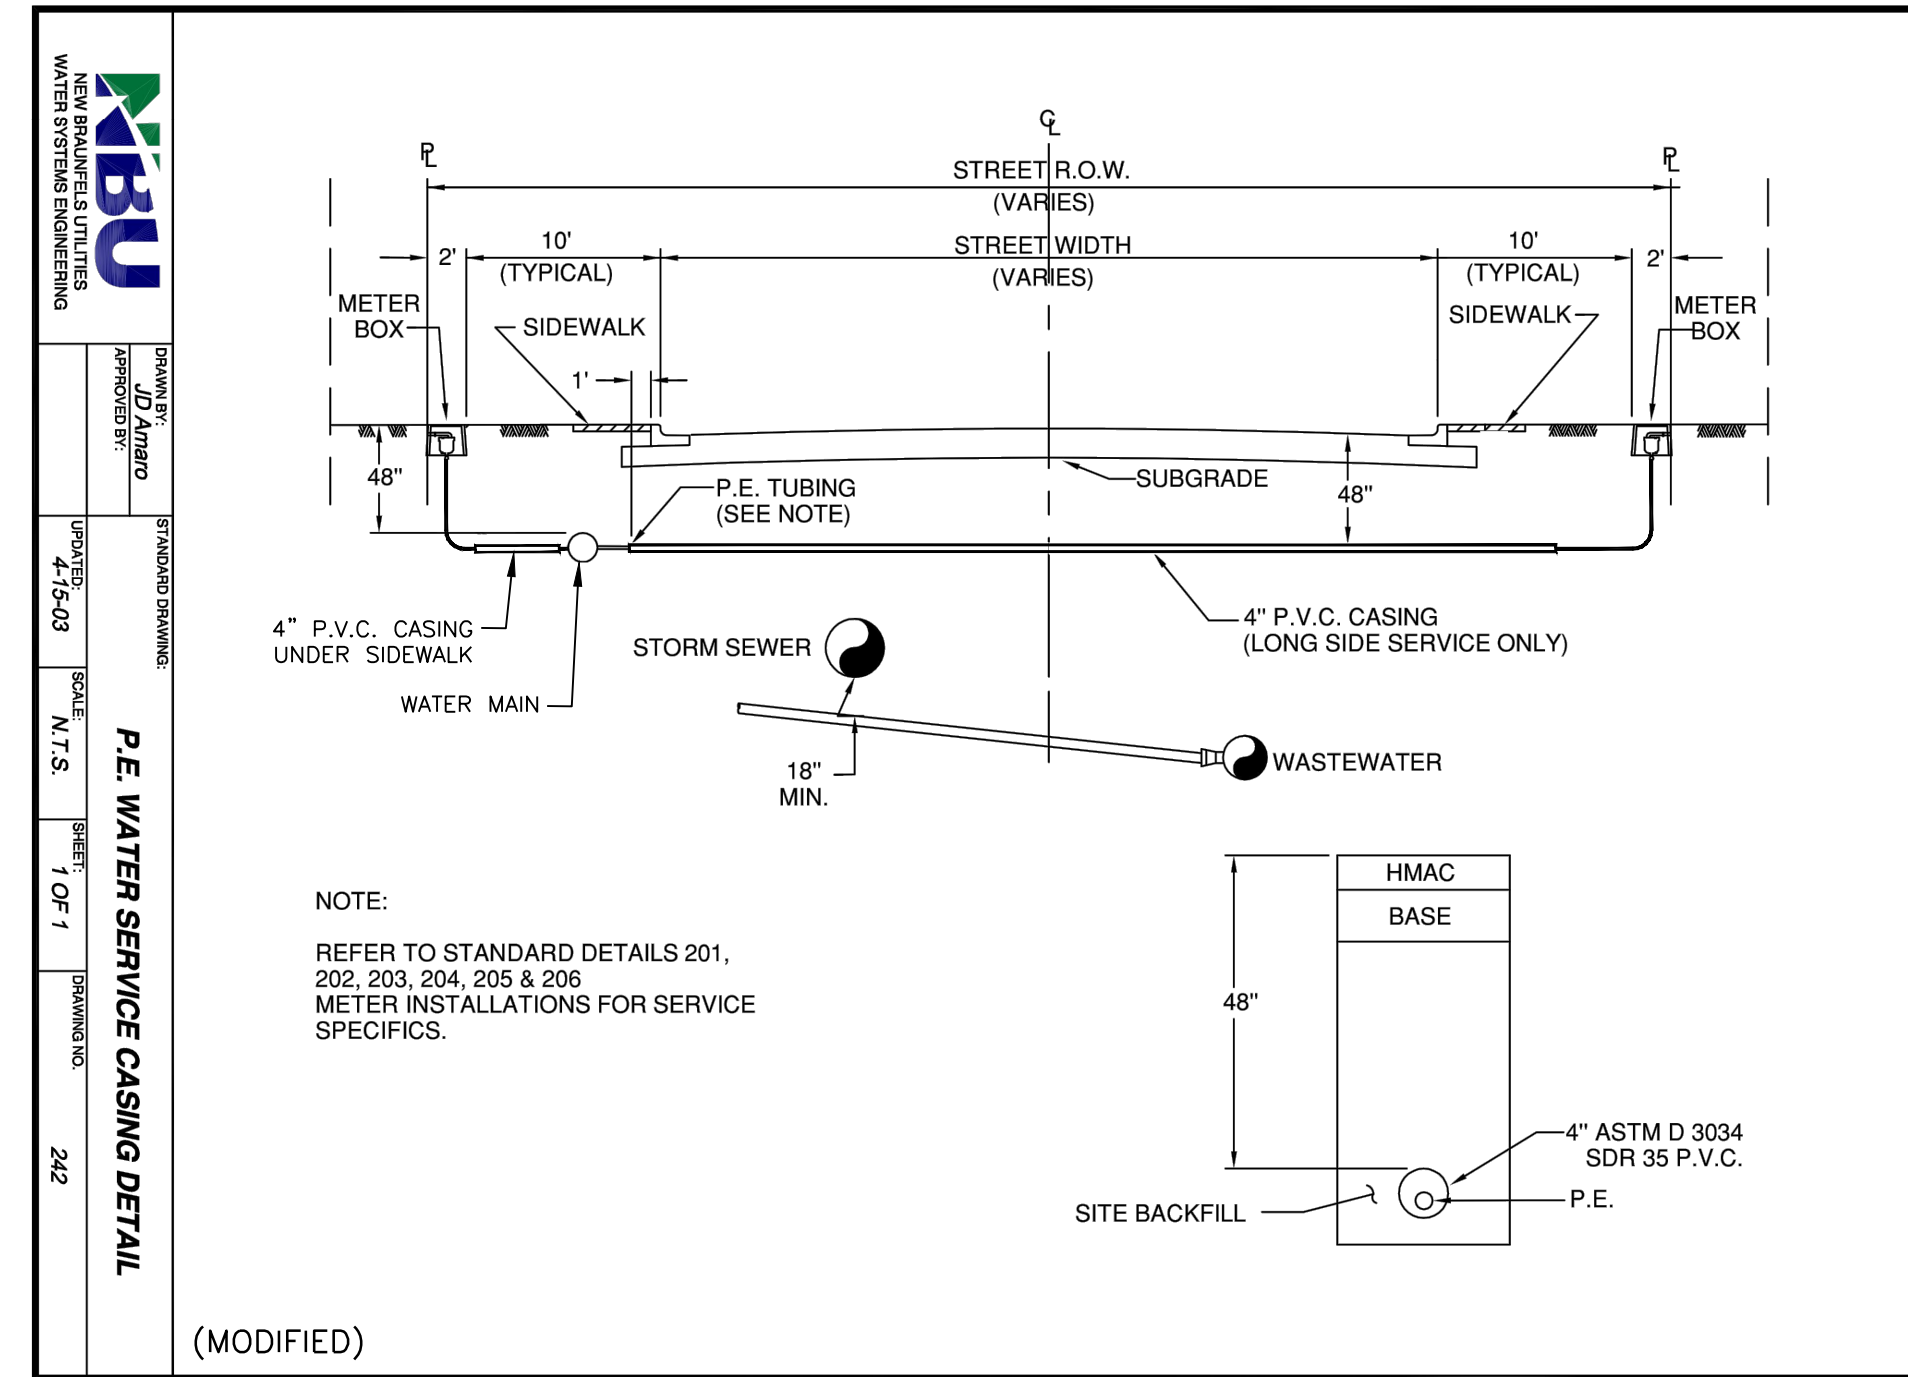 NBU
NEW BRAUNFELS UTILITIES
WATER SYSTEMS ENGINEERING
DRAWN BY:
JD Amaro
APPROVED BY:
STANDARD DRAWING:
P.E. WATER SERVICE CASING DETAIL
UPDATED:
4-15-03
SCALE:
N.T.S.
SHEET:
1 OF 1
DRAWING NO.
242
CL
PL
PL
STREET R.O.W.
(VARIES)
STREET WIDTH
(VARIES)
2'
10'
(TYPICAL)
10'
(TYPICAL)
2'
METER
BOX
SIDEWALK
SIDEWALK
METER
BOX
1'
48"
P.E. TUBING
(SEE NOTE)
SUBGRADE
48"
4" P.V.C. CASING
UNDER SIDEWALK
WATER MAIN
STORM SEWER
4" P.V.C. CASING
(LONG SIDE SERVICE ONLY)
18"
MIN.
WASTEWATER
NOTE:
REFER TO STANDARD DETAILS 201,
202, 203, 204, 205 & 206
METER INSTALLATIONS FOR SERVICE
SPECIFICS.
HMAC
BASE
48"
4" ASTM D 3034
SDR 35 P.V.C.
P.E.
SITE BACKFILL
(MODIFIED)